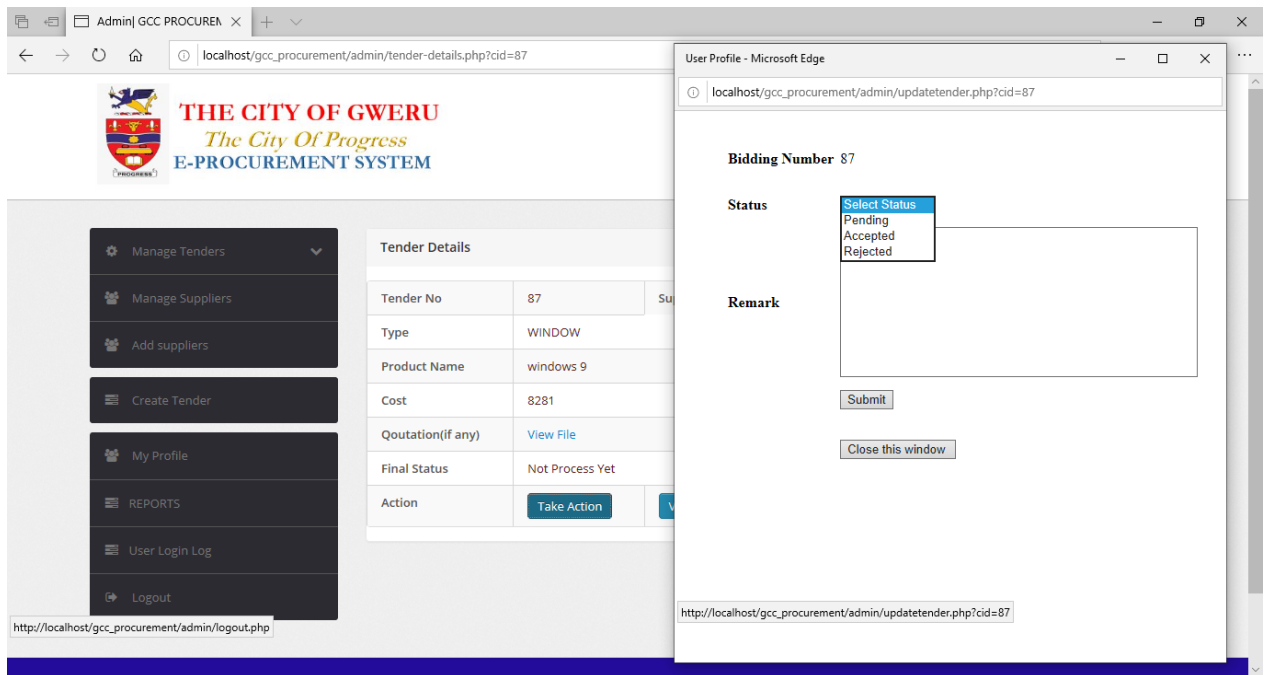 Admin| GCC PROCUREN
localhost/gcc_procurement/admin/tender-details.php?cid=87
THE CITY OF GWERU
The City Of Progress
E-PROCUREMENT SYSTEM
PROGRESS
Manage Tenders
Manage Suppliers
Add suppliers
Create Tender
My Profile
REPORTS
User Login Log
Logout
http://localhost/gcc_procurement/admin/logout.php
Tender Details
Tender No 87 Su
Type WINDOW
Product Name windows 9
Cost 8281
Qoutation(if any) View File
Final Status Not Process Yet
Action Take Action V
User Profile - Microsoft Edge
localhost/gcc_procurement/admin/updatetender.php?cid=87
Bidding Number 87
Status Select Status
Pending
Accepted
Rejected
Remark
Submit
Close this window
http://localhost/gcc_procurement/admin/updatetender.php?cid=87